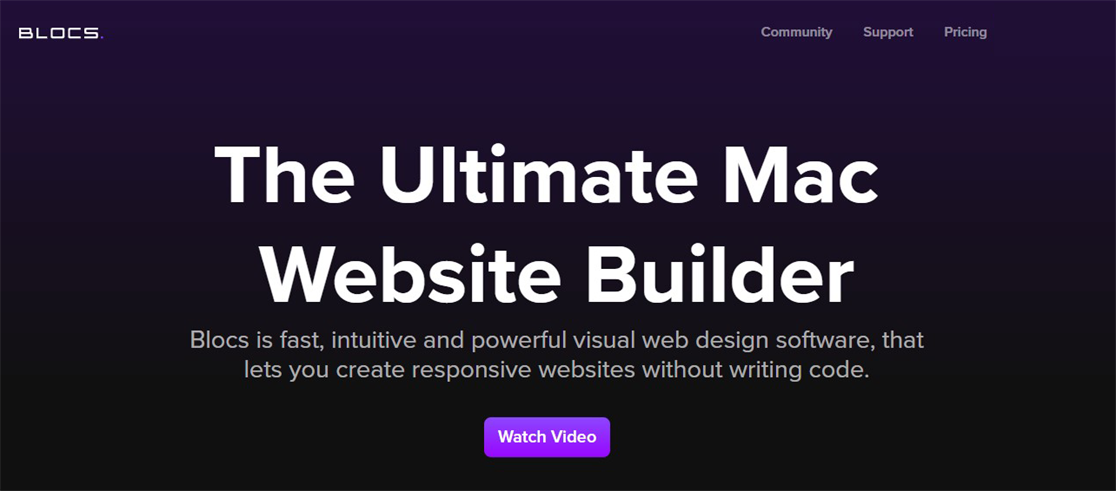 BLOCS.
Community Support Pricing
The Ultimate Mac
Website Builder
Blocs is fast, intuitive and powerful visual web design software, that
lets you create responsive websites without writing code.
Watch Video